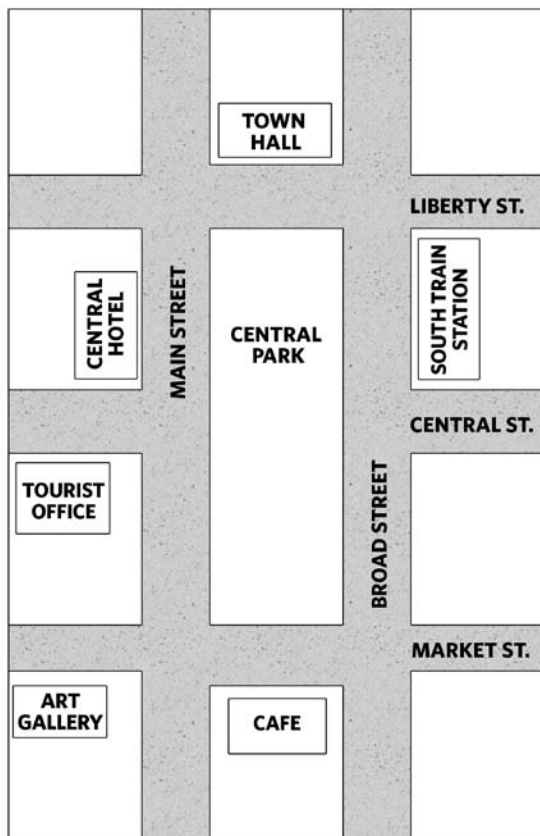 TOWN
HALL
LIBERTY ST.
CENTRAL
HOTEL
MAIN STREET
CENTRAL
PARK
SOUTH TRAIN
STATION
CENTRAL ST.
TOURIST
OFFICE
BROAD STREET
MARKET ST.
ART
GALLERY
CAFE